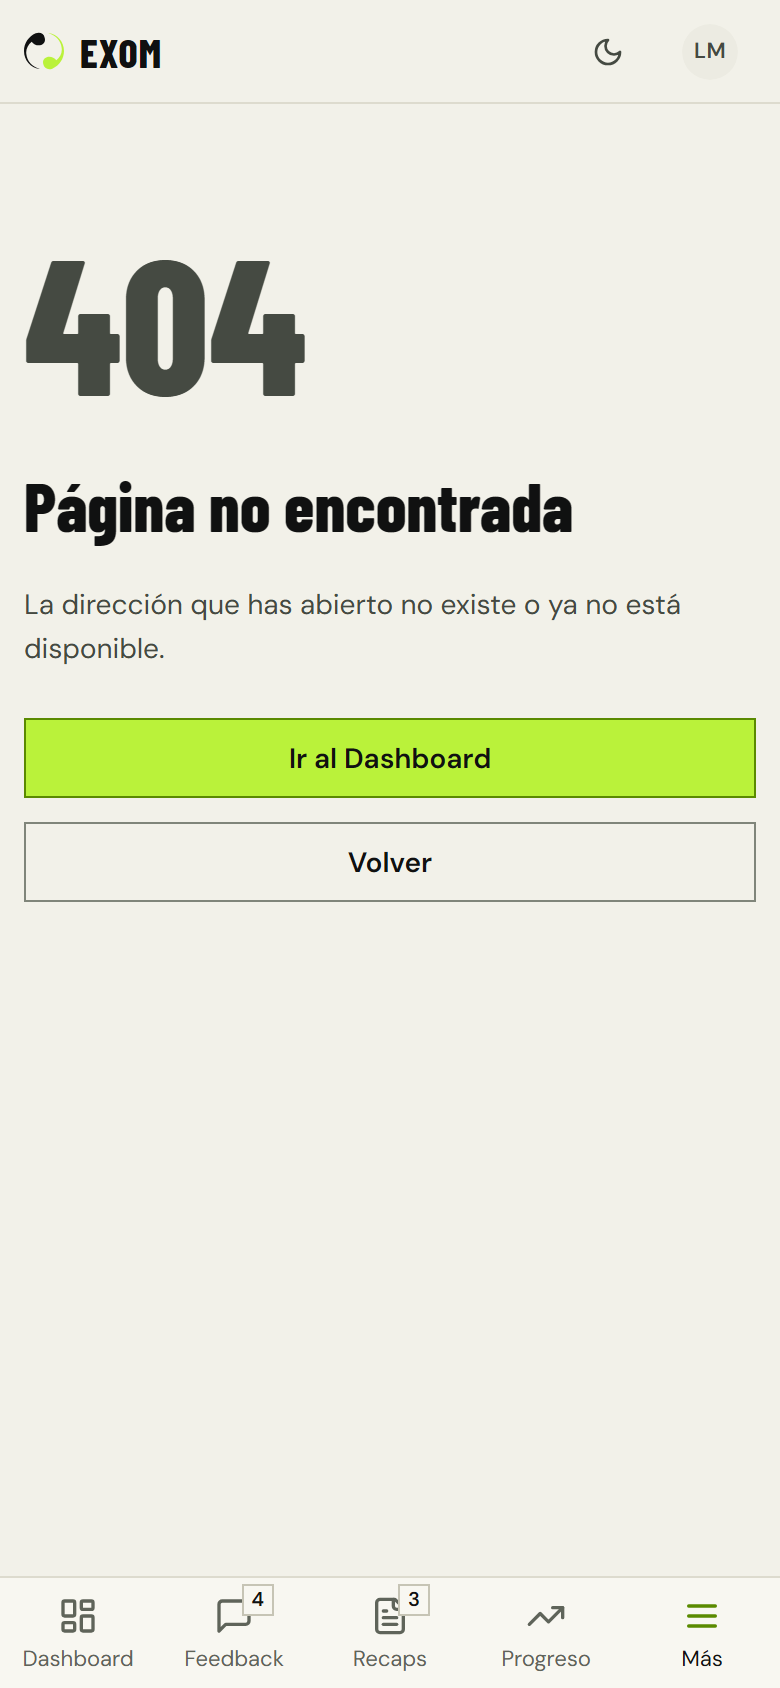 EXOM
LM
404
Página no encontrada
La dirección que has abierto no existe o ya no está
disponible.
Ir al Dashboard
Volver
4
3
Dashboard
Feedback
Recaps
Progreso
Más